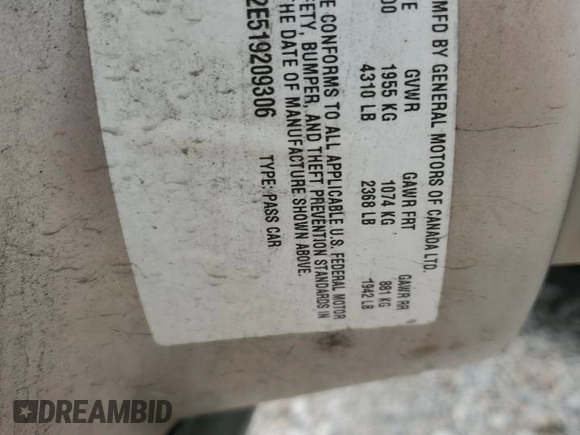 MFD BY GENERAL MOTORS OF CANADA LTD.
GVWR GAWR FRT GAWR RR
1955 KG 1074 KG 881 KG
4310 LB 2368 LB 1942 LB
CONFORMS TO ALL APPLICABLE U.S. FEDERAL MOTOR
BUMPER, AND THEFT PREVENTION STANDARDS IN
THE DATE OF MANUFACTURE SHOWN ABOVE.
2E519209306 TYPE: PASS CAR
DREAMBID